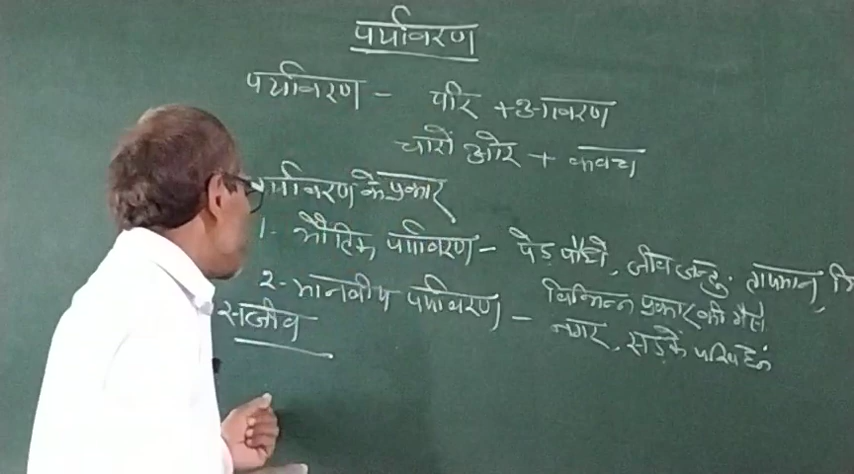 पर्यावरण
पर्यावरण - परि + आवरण
चारों ओर + कवच
पर्यावरण के प्रकार
1- भौतिक पर्यावरण - पेड़ पौधे, जीव जन्तु, तापमान,
विभिन्न प्रकार की गैसें
2- मानवीय पर्यावरण - नगर, सड़कें परिवहन
सजीव